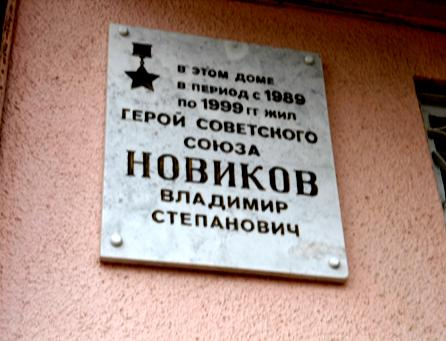 В ЭТОМ ДОМЕ
В ПЕРИОД С 1989
ПО 1999 ГГ ЖИЛ
ГЕРОЙ СОВЕТСКОГО
СОЮЗА
НОВИКОВ
ВЛАДИМИР
СТЕПАНОВИЧ